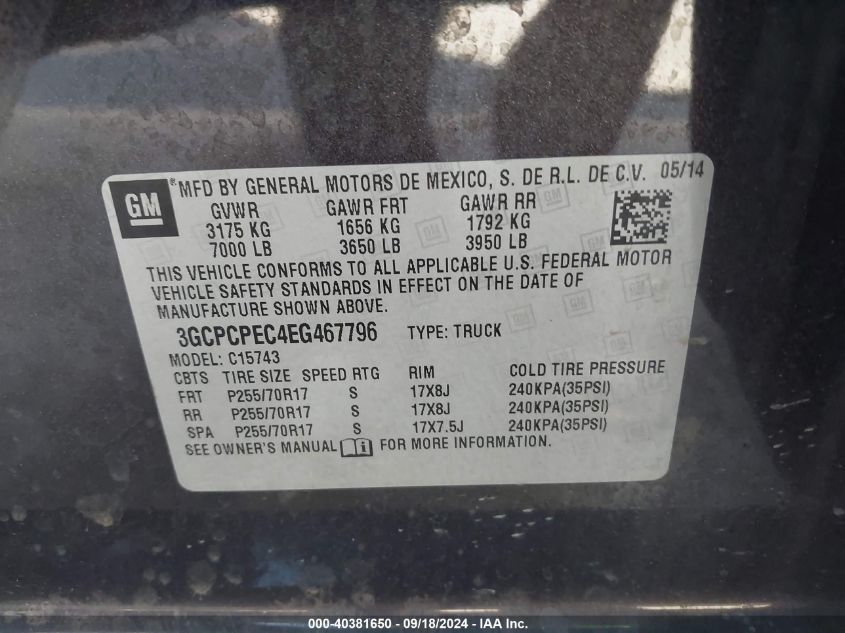 GM
® MFD BY GENERAL MOTORS DE MEXICO, S. DE R.L. DE C.V. 05/14
GVWR GAWR FRT GAWR RR
3175 KG 1656 KG 1792 KG
7000 LB 3650 LB 3950 LB
THIS VEHICLE CONFORMS TO ALL APPLICABLE U.S. FEDERAL MOTOR
VEHICLE SAFETY STANDARDS IN EFFECT ON THE DATE OF
MANUFACTURE SHOWN ABOVE.
3GCPCPEC4EG467796 TYPE: TRUCK
MODEL: C15743
CBTS TIRE SIZE SPEED RTG RIM COLD TIRE PRESSURE
FRT P255/70R17 S 17X8J 240KPA(35PSI)
RR P255/70R17 S 17X8J 240KPA(35PSI)
SPA P255/70R17 S 17X7.5J 240KPA(35PSI)
SEE OWNER'S MANUAL FOR MORE INFORMATION.
000-40381650 - 09/18/2024 - IAA Inc.